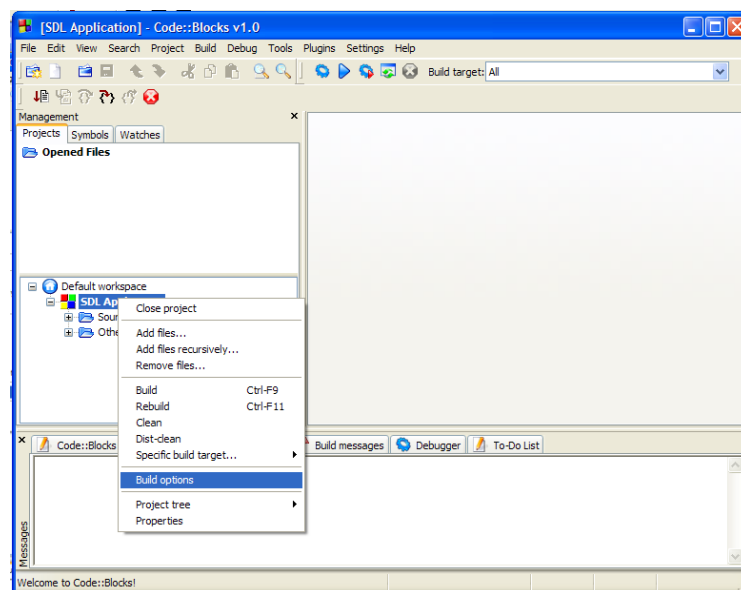 [SDL Application] - Code::Blocks v1.0
File Edit View Search Project Build Debug Tools Plugins Settings Help
Build target: All
Management
Projects Symbols Watches
Opened Files
Default workspace
SDL Ap
Sour
Othe
Close project
Add files...
Add files recursively...
Remove files...
Build Ctrl-F9
Rebuild Ctrl-F11
Clean
Dist-clean
Specific build target...
Build options
Project tree
Properties
Code::Blocks Build messages Debugger To-Do List
Messages
Welcome to Code::Blocks!